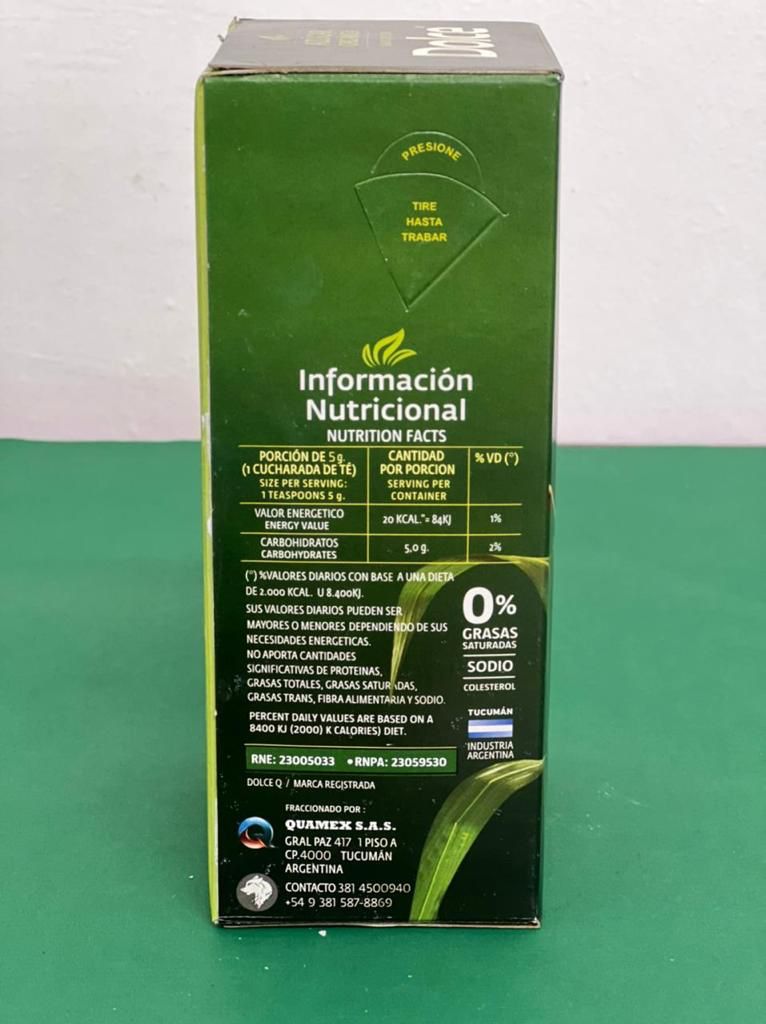 Dolce
PRESIONE
TIRE
HASTA
TRABAR
Información
Nutricional
NUTRITION FACTS
PORCIÓN DE 5 g.
(1 CUCHARADA DE TÉ)
SIZE PER SERVING:
1 TEASPOONS 5 g.
CANTIDAD
POR PORCION
SERVING PER
CONTAINER
% VD (*)
VALOR ENERGETICO
ENERGY VALUE
20 KCAL."= 84KJ
1%
CARBOHIDRATOS
CARBOHYDRATES
5,0 g.
2%
(*) %VALORES DIARIOS CON BASE A UNA DIETA
DE 2.000 KCAL. U 8.400KJ.
SUS VALORES DIARIOS PUEDEN SER
MAYORES O MENORES DEPENDIENDO DE SUS
NECESIDADES ENERGETICAS.
NO APORTA CANTIDADES
SIGNIFICATIVAS DE PROTEINAS,
GRASAS TOTALES, GRASAS SATURADAS,
GRASAS TRANS, FIBRA ALIMENTARIA Y SODIO.
PERCENT DAILY VALUES ARE BASED ON A
8400 KJ (2000) K CALORIES) DIET.
0%
GRASAS
SATURADAS
SODIO
COLESTEROL
TUCUMÁN
INDUSTRIA
ARGENTINA
RNE: 23005033 •RNPA: 23059530
DOLCE Q / MARCA REGISTRADA
FRACCIONADO POR :
QUAMEX S.A.S.
GRAL PAZ 417 1 PISO A
CP.4000 TUCUMÁN
ARGENTINA
CONTACTO 381 4500940
+54 9 381 587-8869